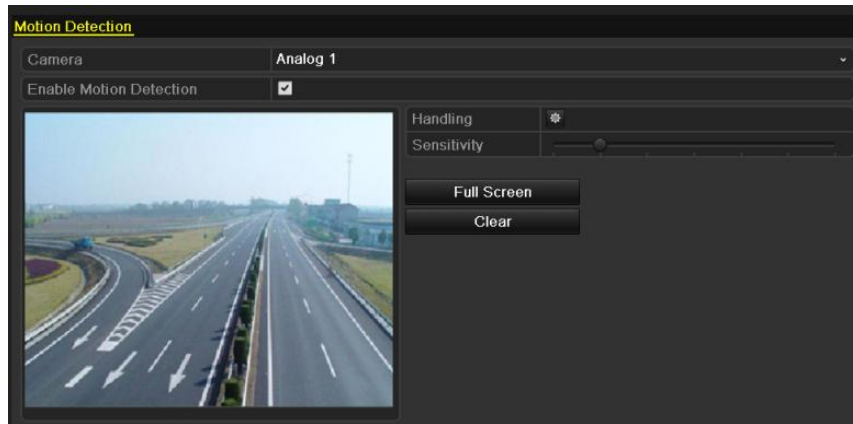 Motion Detection
Camera Analog 1
Enable Motion Detection
Handling
Sensitivity
Full Screen
Clear